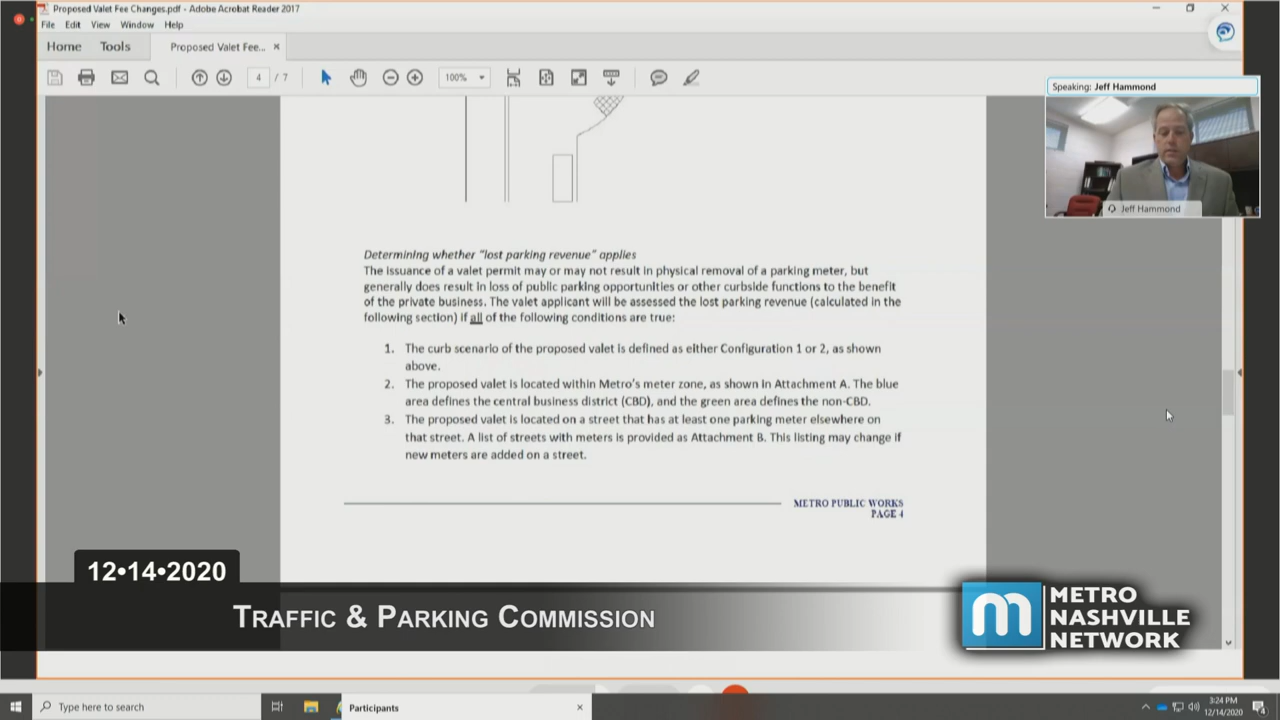 Proposed Valet Fee Changes.pdf - Adobe Acrobat Reader 2017
File Edit View Window Help
Home Tools Proposed Valet Fee... ×
4 / 7 100%
Speaking: Jeff Hammond
Jeff Hammond
Determining whether "lost parking revenue" applies
The issuance of a valet permit may or may not result in physical removal of a parking meter, but
generally does result in loss of public parking opportunities or other curbside functions to the benefit
of the private business. The valet applicant will be assessed the lost parking revenue (calculated in the
following section) if all of the following conditions are true:
1. The curb scenario of the proposed valet is defined as either Configuration 1 or 2, as shown
above.
2. The proposed valet is located within Metro's meter zone, as shown in Attachment A. The blue
area defines the central business district (CBD), and the green area defines the non-CBD.
3. The proposed valet is located on a street that has at least one parking meter elsewhere on
that street. A list of streets with meters is provided as Attachment B. This listing may change if
new meters are added on a street.
METRO PUBLIC WORKS
PAGE 4
12•14•2020
TRAFFIC & PARKING COMMISSION
METRO
NASHVILLE
NETWORK
Type here to search
Participants ×
3:24 PM
12/14/2020
4